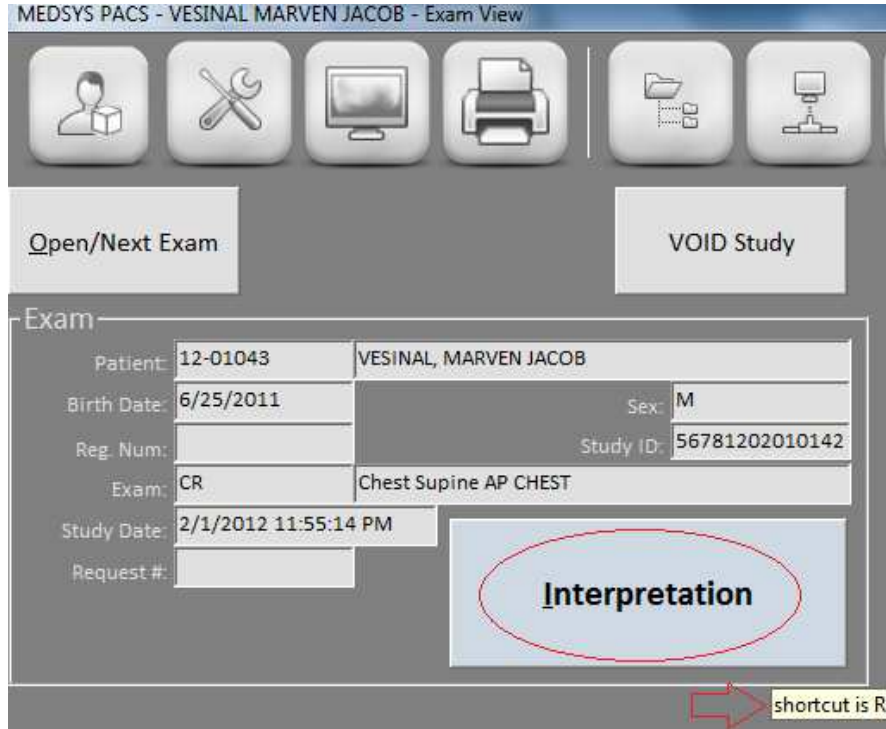 MEDSYS PACS - VESINAL MARVEN JACOB - Exam View
Open/Next Exam
VOID Study
Exam
Patient: 12-01043 VESINAL, MARVEN JACOB
Birth Date: 6/25/2011 Sex: M
Reg. Num: Study ID: 56781202010142
Exam: CR Chest Supine AP CHEST
Study Date: 2/1/2012 11:55:14 PM
Request #:
Interpretation
shortcut is R